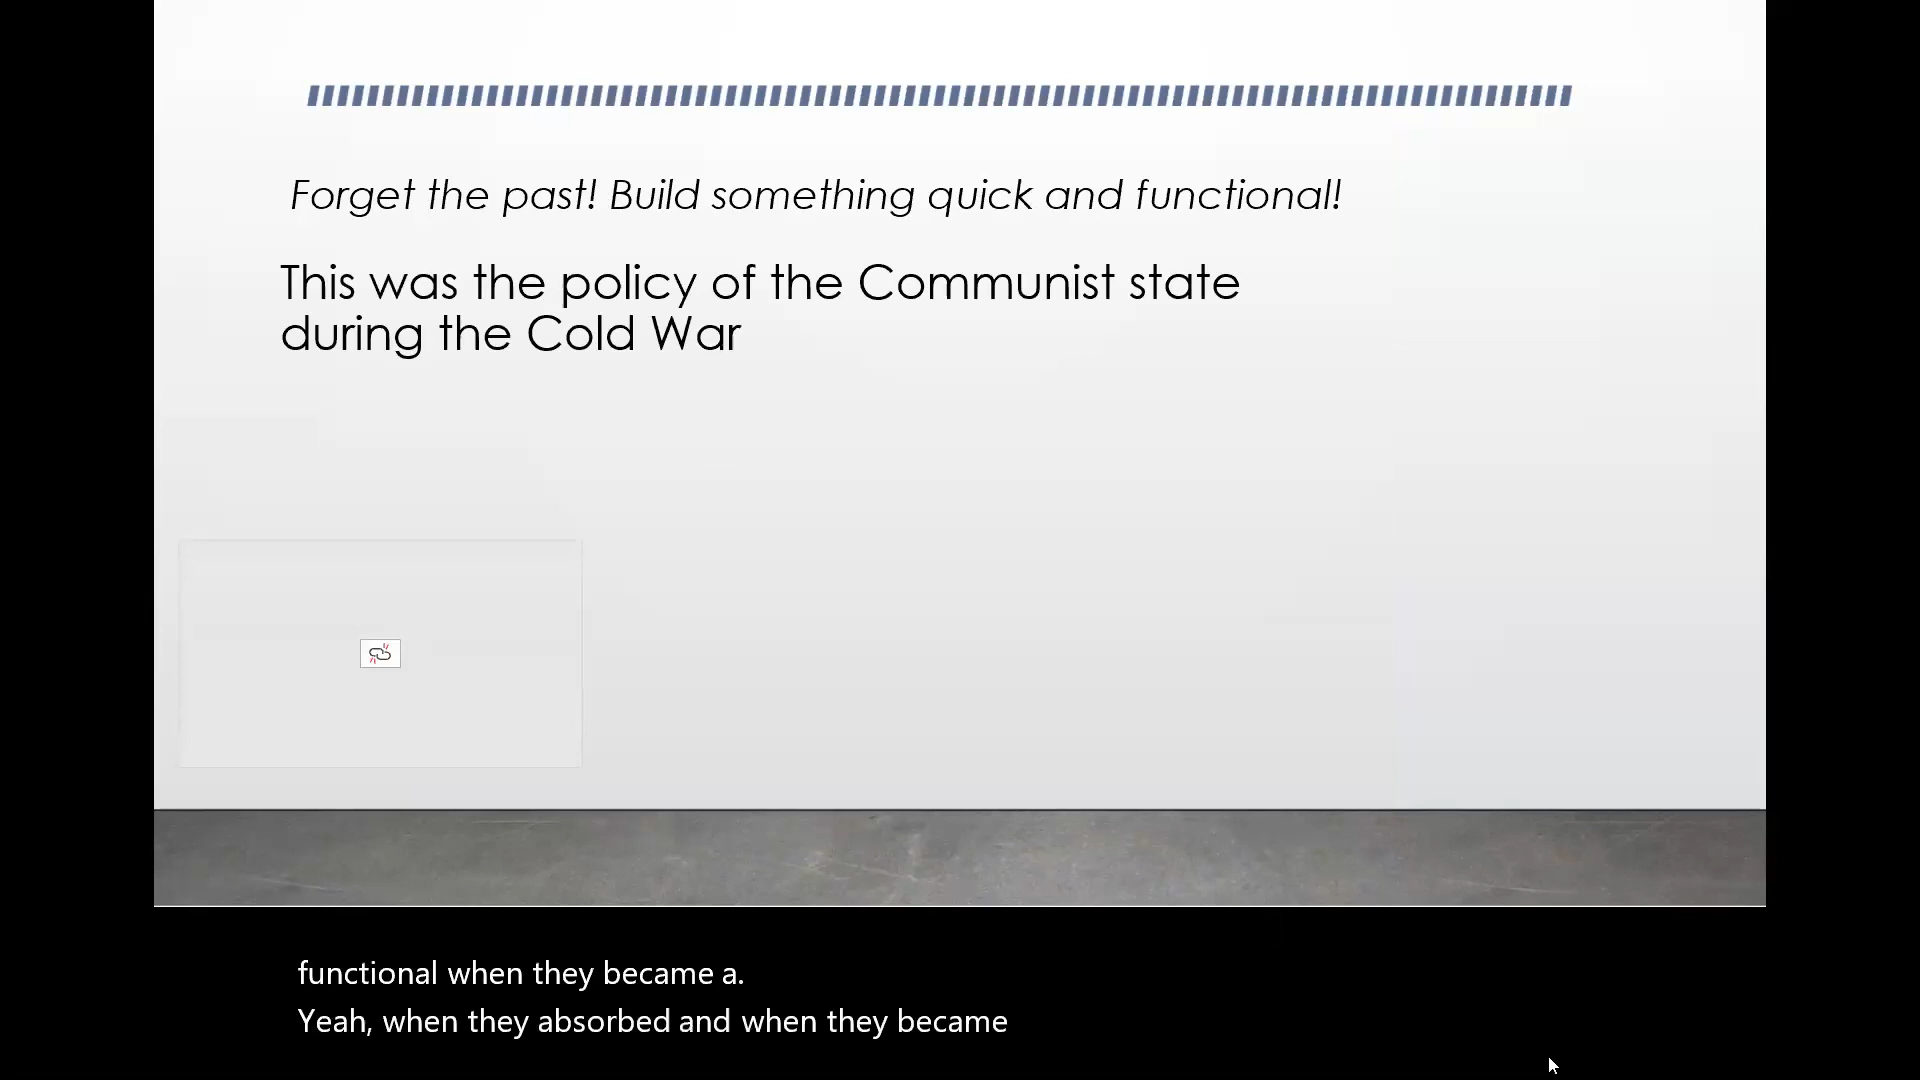 Forget the past! Build something quick and functional!
This was the policy of the Communist state
during the Cold War
functional when they became a.
Yeah, when they absorbed and when they became